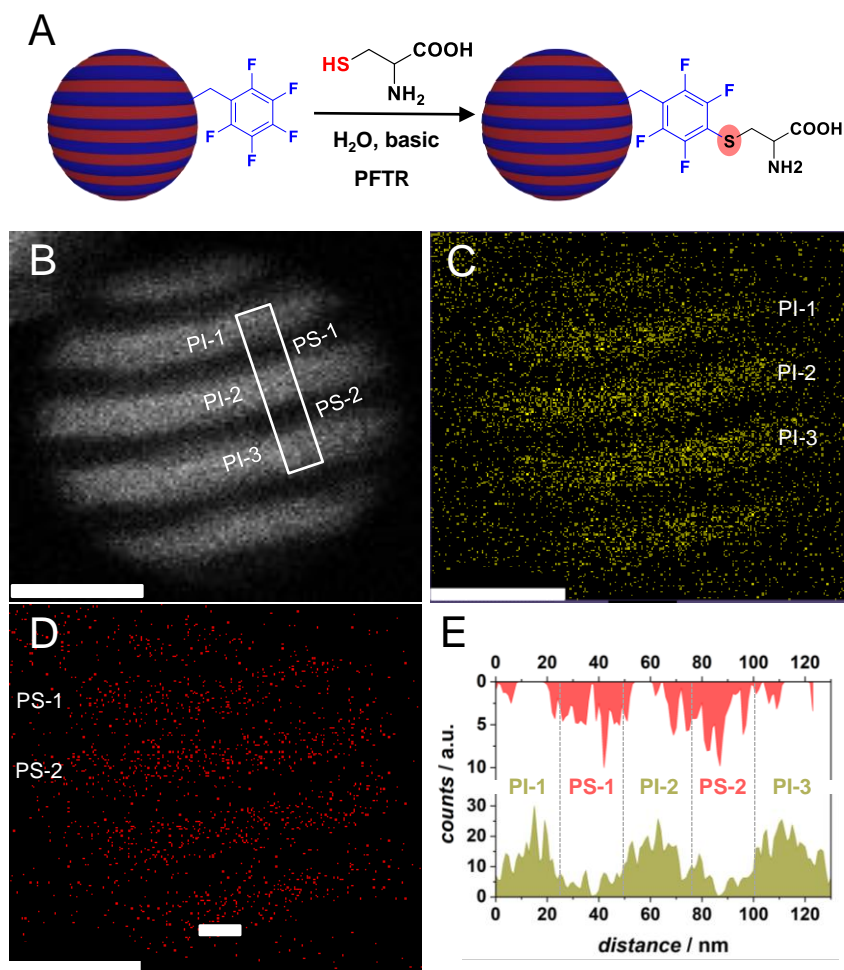 A
F
F
F
F
F
HS
COOH
NH₂
H₂O, basic
PFTR
F
F
F
F
S
COOH
NH2
B
PI-1
PS-1
PI-2
PS-2
PI-3
C
PI-1
PI-2
PI-3
D
PS-1
PS-2
E
0 20 40 60 80 100 120
0
5
10
PI-1 PS-1 PI-2 PS-2 PI-3
30
20
10
0
0 20 40 60 80 100 120
counts / a.u.
distance / nm